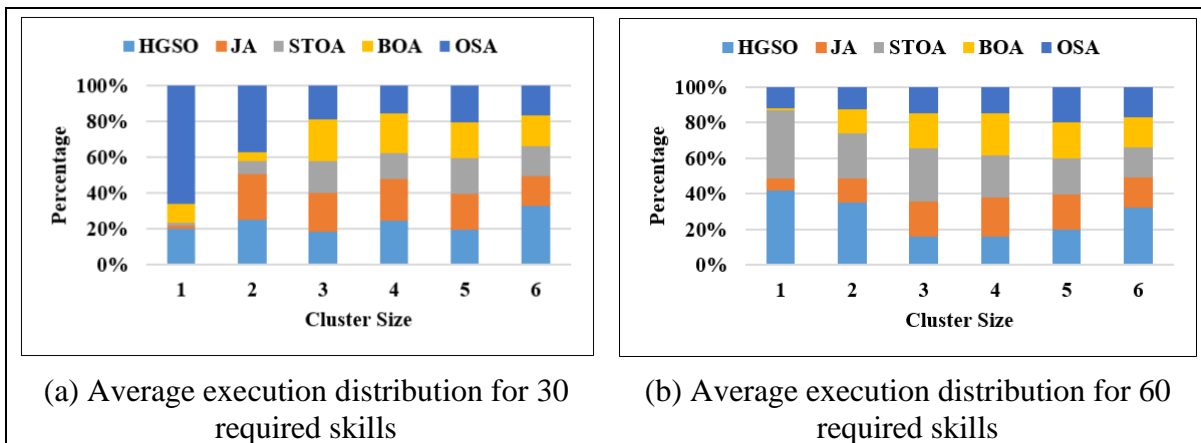 HGSO JA STOA BOA OSA
100%
80%
60%
40%
20%
0%
Percentage
1 2 3 4 5 6
Cluster Size
(a) Average execution distribution for 30
required skills
HGSO JA STOA BOA OSA
100%
80%
60%
40%
20%
0%
Percentage
1 2 3 4 5 6
Cluster Size
(b) Average execution distribution for 60
required skills